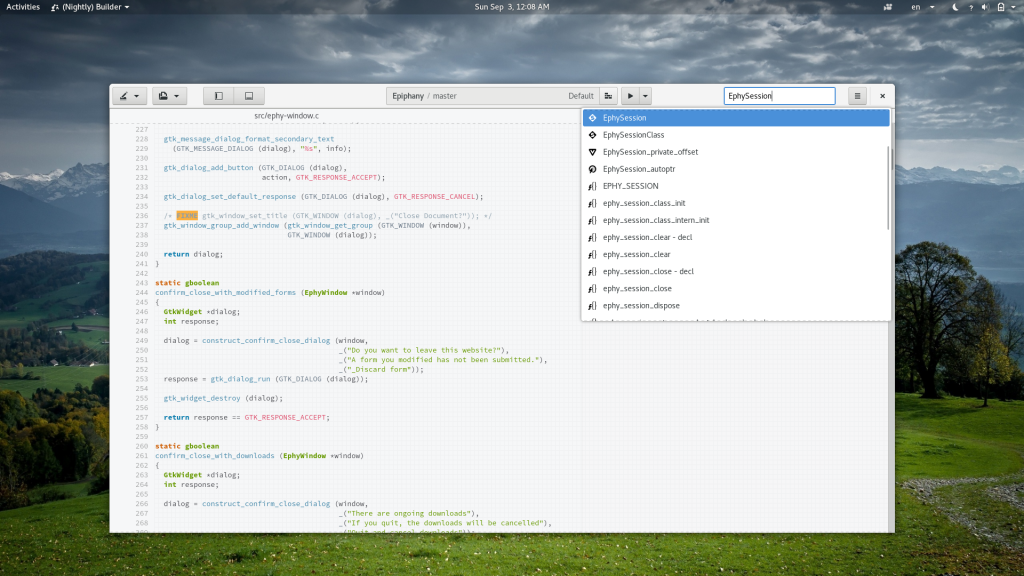 Activities (Nightly) Builder Sun Sep 3, 12:08 AM en ?
Epiphany / master Default EphySession
src/ephy-window.c
EphySession
EphySessionClass
EphySession_private_offset
EphySession_autoptr
EPHY_SESSION
ephy_session_class_init
ephy_session_class_intern_init
ephy_session_clear - decl
ephy_session_clear
ephy_session_close - decl
ephy_session_close
ephy_session_dispose
227
228 gtk_message_dialog_format_secondary_text
229 (GTK_MESSAGE_DIALOG (dialog), "%s", info);
230
231 gtk_dialog_add_button (GTK_DIALOG (dialog),
232 action, GTK_RESPONSE_ACCEPT);
233
234 gtk_dialog_set_default_response (GTK_DIALOG (dialog), GTK_RESPONSE_CANCEL);
235
236 /* FIXME gtk_window_set_title (GTK_WINDOW (dialog), _("Close Document?")); */
237 gtk_window_group_add_window (gtk_window_get_group (GTK_WINDOW (window)),
238 GTK_WINDOW (dialog));
239
240 return dialog;
241 }
242
243 static gboolean
244 confirm_close_with_modified_forms (EphyWindow *window)
245 {
246 GtkWidget *dialog;
247 int response;
248
249 dialog = construct_confirm_close_dialog (window,
250 _("Do you want to leave this website?"),
251 _("A form you modified has not been submitted."),
252 _("_Discard form"));
253 response = gtk_dialog_run (GTK_DIALOG (dialog));
254
255 gtk_widget_destroy (dialog);
256
257 return response == GTK_RESPONSE_ACCEPT;
258 }
259
260 static gboolean
261 confirm_close_with_downloads (EphyWindow *window)
262 {
263 GtkWidget *dialog;
264 int response;
265
266 dialog = construct_confirm_close_dialog (window,
267 _("There are ongoing downloads"),
268 _("If you quit, the downloads will be cancelled"),
269